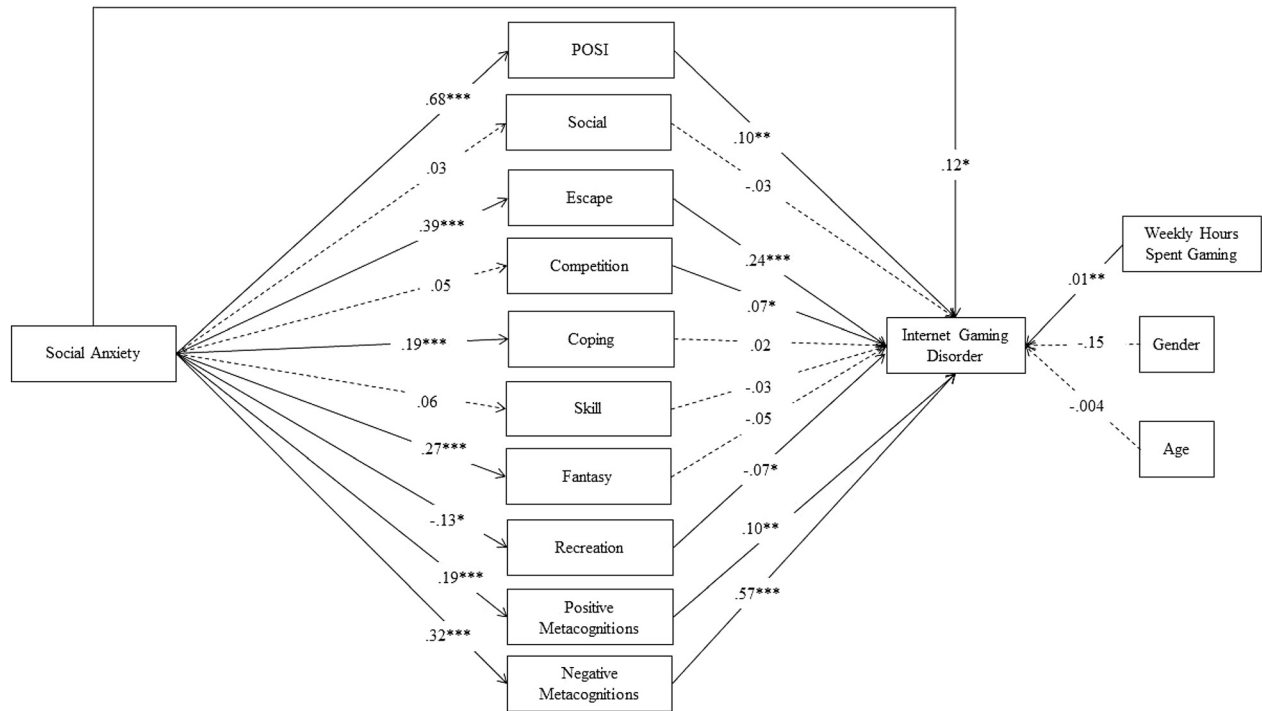 POSI
.68***
Social
.10**
.03
-.03
.12*
Escape
.39***
Weekly Hours
Spent Gaming
.24***
Competition
.05
.01**
.07*
Social Anxiety
.19***
Coping
.02
Internet Gaming
Disorder
-.15
Gender
.06
Skill
-.03
-.004
-.05
.27***
Fantasy
Age
-.07*
-.13*
Recreation
.10**
.19***
Positive
Metacognitions
.57***
.32***
Negative
Metacognitions